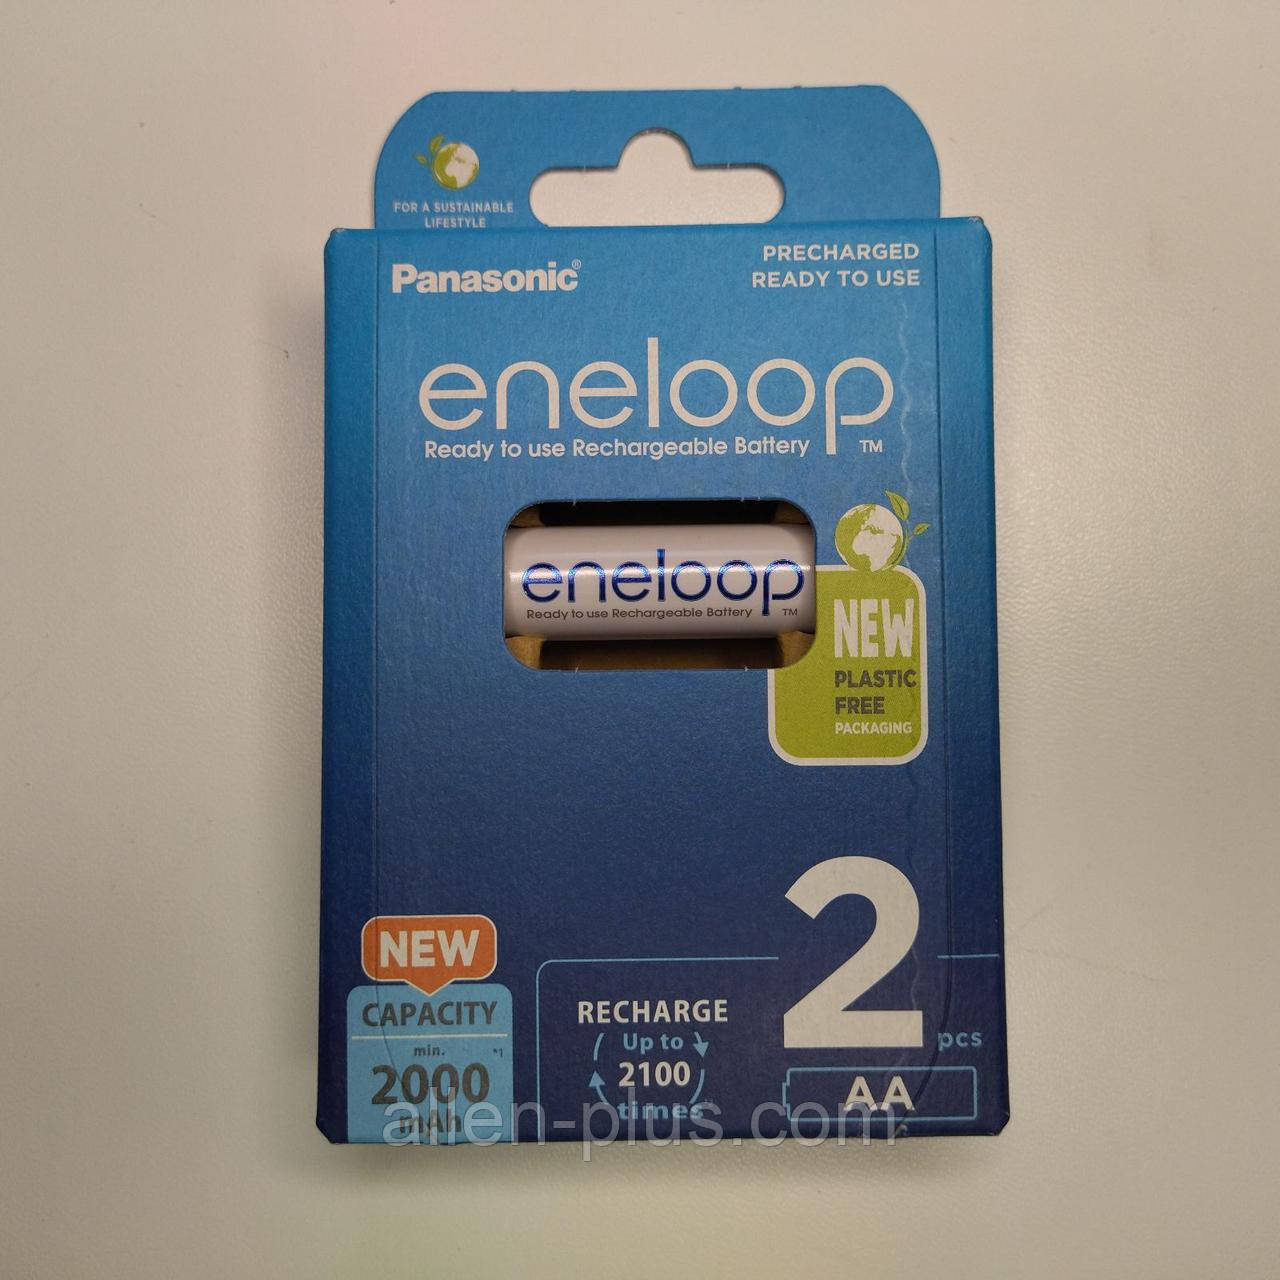 FOR A SUSTAINABLE
LIFESTYLE
Panasonic®
PRECHARGED
READY TO USE
eneloop
Ready to use Rechargeable Battery TM
eneloop
Ready to use Rechargeable Battery TM
NEW
PLASTIC
FREE
PACKAGING
NEW
CAPACITY
min. *1
2000
mAh
RECHARGE
Up to
2100
times
2 pcs
AA
alien-plus.com